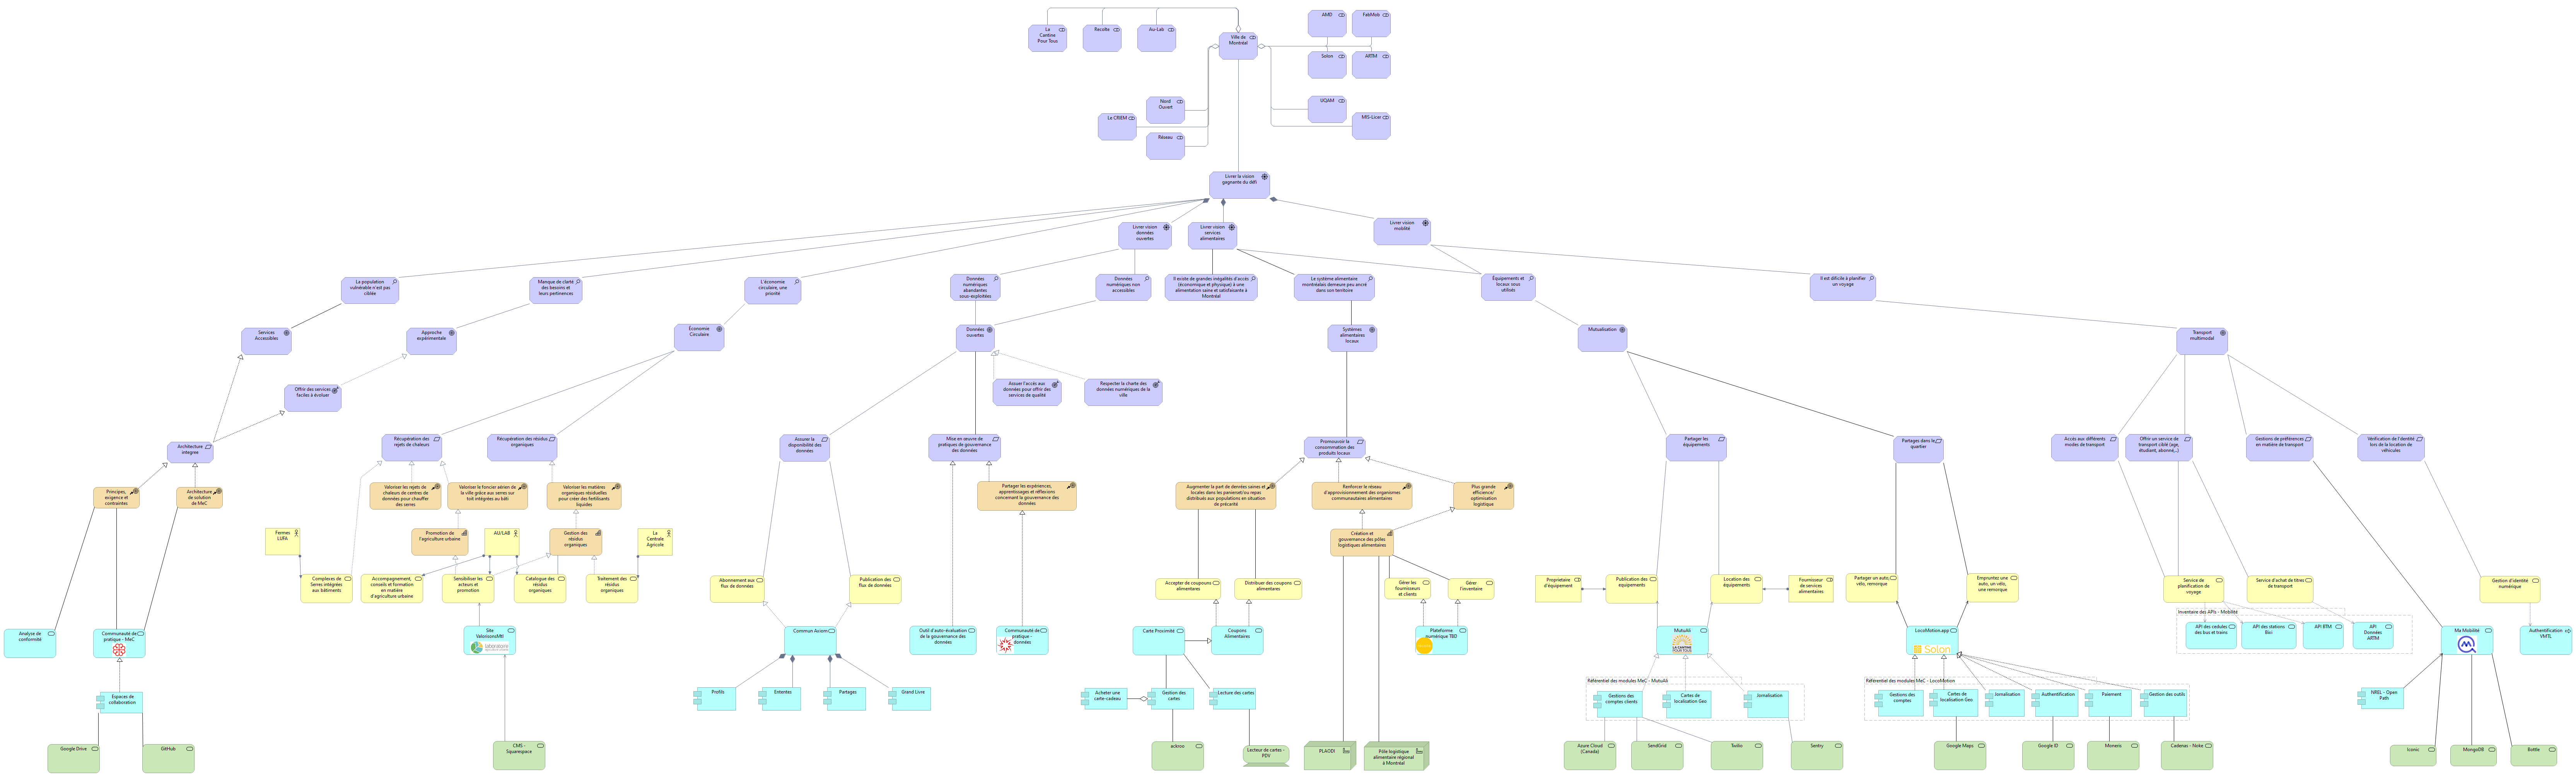 AMD
FabMob
La
Cantine
Pour Tous
Recolte
Au-Lab
Ville de
Montréal
Solon
ARTM
Nord
Ouvert
UQAM
La CRIEM
MIS-Licer
Réseau
Livrer la vision
gagnante du défi
Livrer vision
données
ouvertes
Livrer vision
services
alimentaires
Livrer vision
mobilité
La population
vulnérable n'est pas
ciblée
Manque de clarté
des besoins et
leurs pertinences
L'économie
circulaire, une
priorité
Données
numériques
abandantes
sous-exploitées
Données
numériques non
accessibles
Il existe de grandes inégalités d'accès
(économique et physique) à une
alimentation saine et satisfaisante à
Montréal
Le système alimentaire
montréalais demeure peu encré
dans son territoire
Équipements et
locaux sous
utilisés
Il est dificile à planifier
un voyage
Services
Accessibles
Approche
expérimentale
Économie
Circulaire
Données
ouvertes
Systèmes
alimentaires
locaux
Mutualisation
Transport
multimodal
Offrir des services
faciles à évoluer
Assuer l'accès aux
données pour offrir des
services de qualité
Respecter la charte des
données numériques de la
ville
Architecture
integree
Récupération des
rejets de chaleurs
Récupération des résidus
organiques
Assurer la
disponibilité des
données
Mise en œuvre de
pratiques de gouvernance
des données
Promouvoir la
consommation des
produits locaux
Partager les
équipements
Partages dans le
quartier
Accès aux différents
modes de transport
Offrir un service de
transport ciblé (age,
étudiant, abonné,..)
Gestions de préférences
en matière de transport
Vérification de l'identité
lors de la location de
véhicules
Principes,
exigence et
contraintes
Architecture
de solution
de MeC
Valoriser les rejets de
chaleurs de centres de
données pour chauffer
des serres
Valoriser le foncier aérien de
la ville grâce aux serres sur
toit intégrées au bâti
Valoriser les matières
organiques résiduelles
pour créer des fertilisants
liquides
Partager les expériences,
apprentissages et réflexions
concernant la gouvernance des
données
Augmenter la part de denrées saines et
locales dans les panieraé/ou repas
distribués aux populations en situation
de précarité
Renforcer le réseau
d'approvisionnement des organismes
communautaires alimentaires
Plus grande
efficience/
optimisation
logistique
Fermes
LUFA
Promotion de
l'agriculture urbaine
AU/LAB
Gestion des
résidus
organiques
La
Centrale
Agricole
Création et
gouvernance des pôles
logistiques alimentaires
Complexes de
Serres intégrées
aux bâtiments
Accompagnement,
conseils et formation
en matière
d'agriculture urbaine
Sensibiliser les
acteurs et
promotion
Catalogue des
résidus
organiques
Traitement des
résidus
organiques
Abonnement aux
flux de données
Publication des
flux de données
Accepter de coupons
alimentaires
Distribuer des coupons
alimentaires
Gérer les
fournisseurs
et clients
Gérer
l'inventaire
Proprietaire
d'équipement
Publication des
équipements
Location des
équipements
Fournisseur
de services
alimentaires
Partager un auto,
vélo, remorque
Empruntez une
auto, un vélo,
une remorque
Service de
planification de
voyage
Service d'achat de titres
de transport
Gestion d'identité
numérique
Inventaire des APIs - Mobilité
API des cedules
des bus et trains
API des stations
Bixi
API BTM
API
Données
ARTM
Analyse de
conformité
Communauté de
pratique - MeC
Site
ValorisonsMtl
laboratoire
Commun Axiom
Outil d'auto-évaluation
de la gouvernance des
données
Communauté de
pratique -
données
Carte Proximité
Coupons
Alimentaires
Plateforme
numérique TBD
Mutualii
LA CANTINE
POUR TOUS
LocoMotion.app
Solon
Ma Mobilité
Authentification
VMTL
Espaces de
collaboration
Profils
Ententes
Partages
Grand Livre
Acheter une
carte-cadeau
Gestion des
cartes
Lecture des cartes
Référentiel des modules MeC - Mutuali
Gestions des
comptes clients
Cartes de
localisation Geo
Jornalisation
Référentiel des modules MeC - LocoMotion
Gestions des
comptes
Cartes de
localisation Geo
Jornalisation
Authentification
Paiement
Gestion des outils
NREL - Open
Path
Google Drive
GitHub
CMS -
Squarespace
Lecteur de cartes -
PDV
PLAODI
Pôle logistique
alimentaire régional
à Montréal
Azure Cloud
(Canada)
SendGrid
Twilio
Sentry
Google Maps
Google ID
Moneris
Cadenas - Noke
Iconic
MongoDB
Bottle